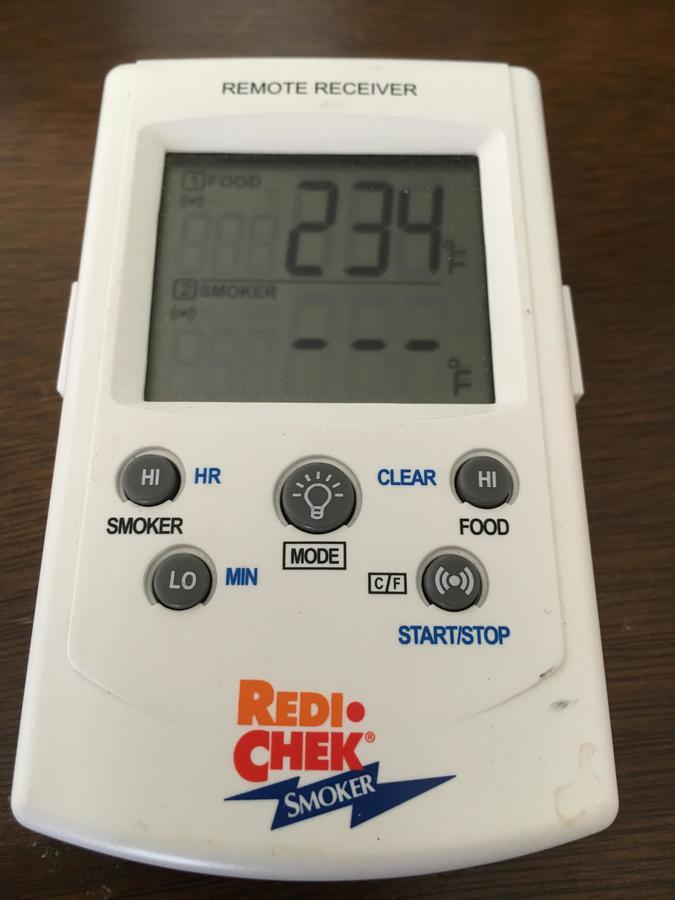 REMOTE RECEIVER
1 FOOD
234 °F
2 SMOKER
--- °F
HI HR
CLEAR HI
SMOKER
FOOD
MODE
LO MIN
C/F
START/STOP
REDI
CHEK®
SMOKER